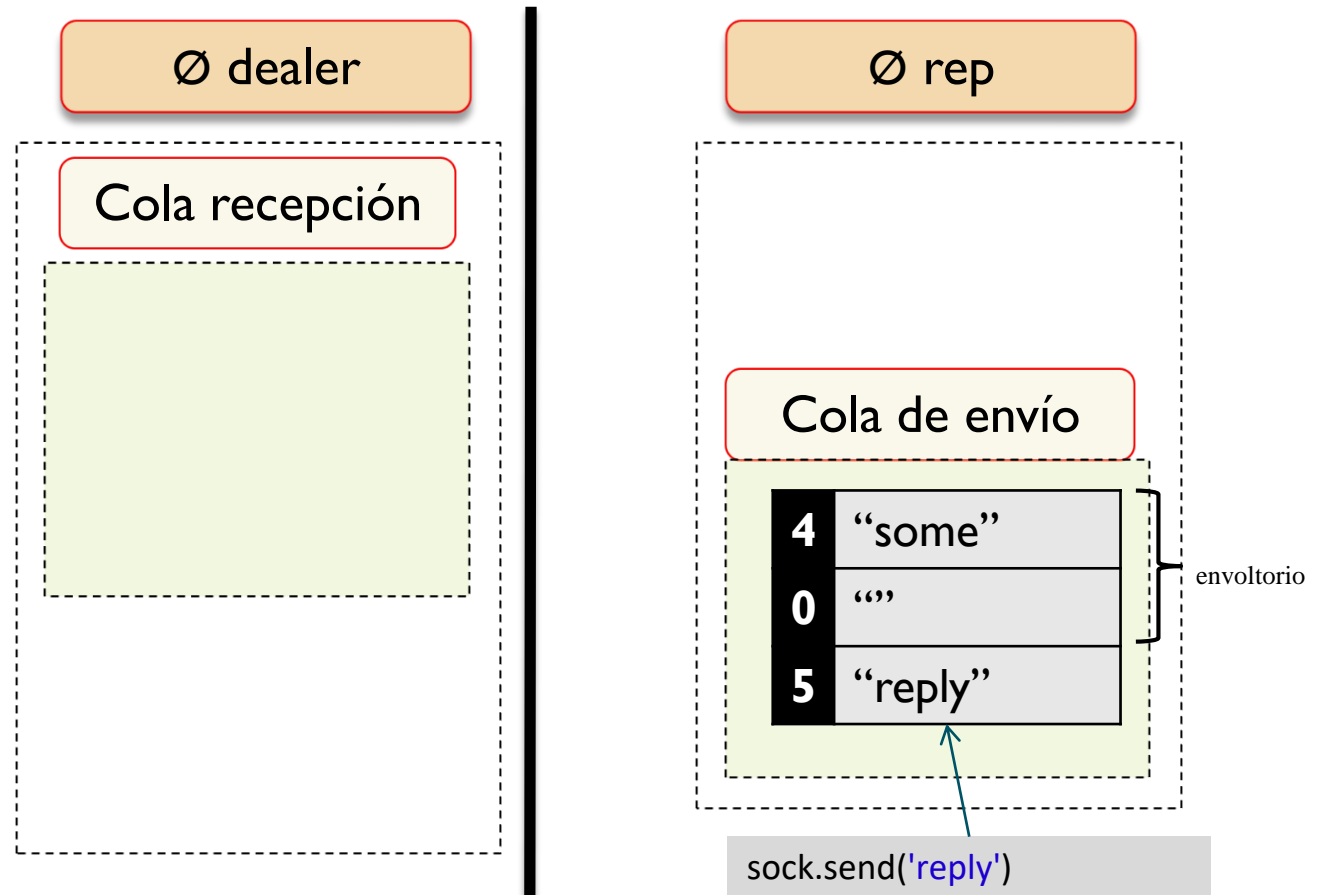 Ø dealer
Cola recepción
Ø rep
Cola de envío
4 “some”
0 “”
5 “reply”
envoltorio
sock.send('reply')